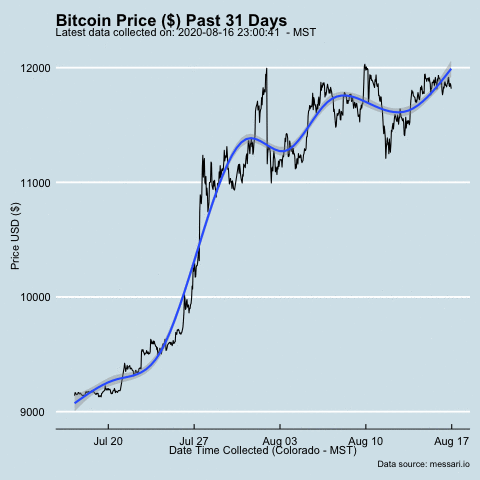 Bitcoin Price ($) Past 31 Days
Latest data collected on: 2020-08-16 23:00:41  - MST
12000
11000
10000
9000
Price USD ($)
Jul 20
Jul 27
Aug 03
Aug 10
Aug 17
Date Time Collected (Colorado - MST)
Data source: messari.io